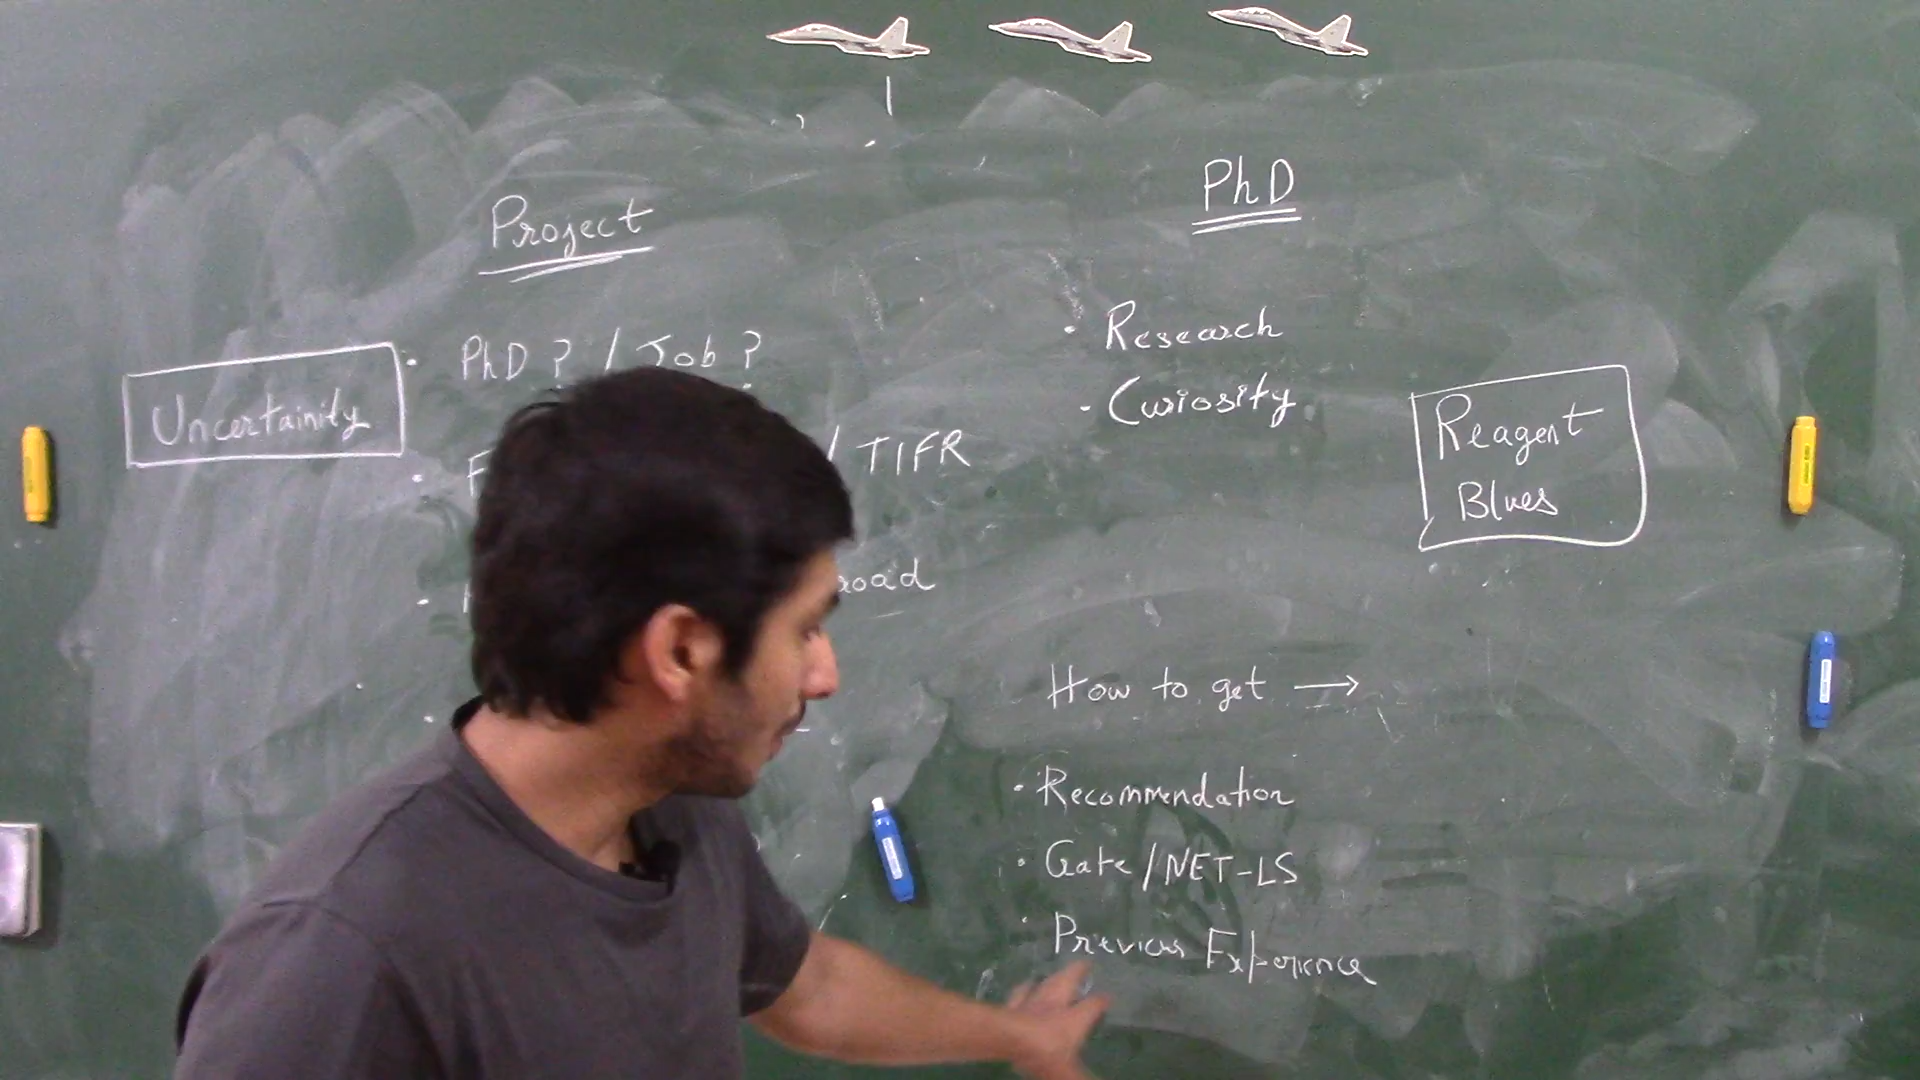 Project
PhD ? / Job ?
Uncertainity
/ TIFR
PhD
Research
Curiosity
Reagent
Blues
How to get →
Recommendation
Gate/NET-LS
Previous Experience